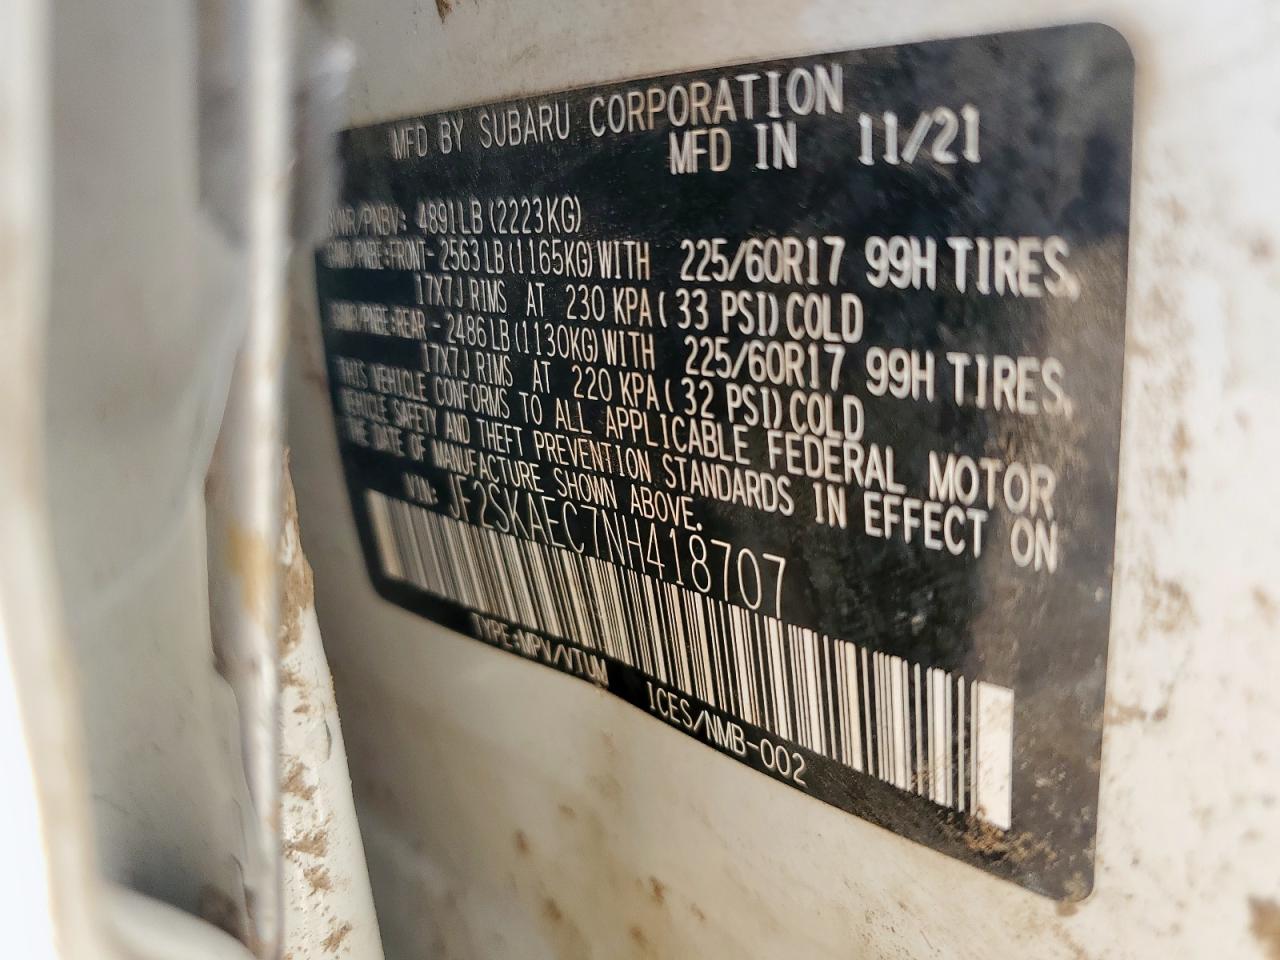 MFD BY SUBARU CORPORATION
MFD IN 11/21
GVWR/PNBV: 4891LB(2223KG)
GAWR/PNBE:FRONT- 2563LB(1165KG)WITH 225/60R17 99H TIRES,
17X7J RIMS AT 230 KPA(33 PSI)COLD
GAWR/PNBE:REAR - 2486LB(1130KG)WITH 225/60R17 99H TIRES,
17X7J RIMS AT 220 KPA(32 PSI)COLD
THIS VEHICLE CONFORMS TO ALL APPLICABLE FEDERAL MOTOR
VEHICLE SAFETY AND THEFT PREVENTION STANDARDS IN EFFECT ON
THE DATE OF MANUFACTURE SHOWN ABOVE.
VIN: JF2SKAEC7NH418707
TYPE:MPV/VTUM ICES/NMB-002